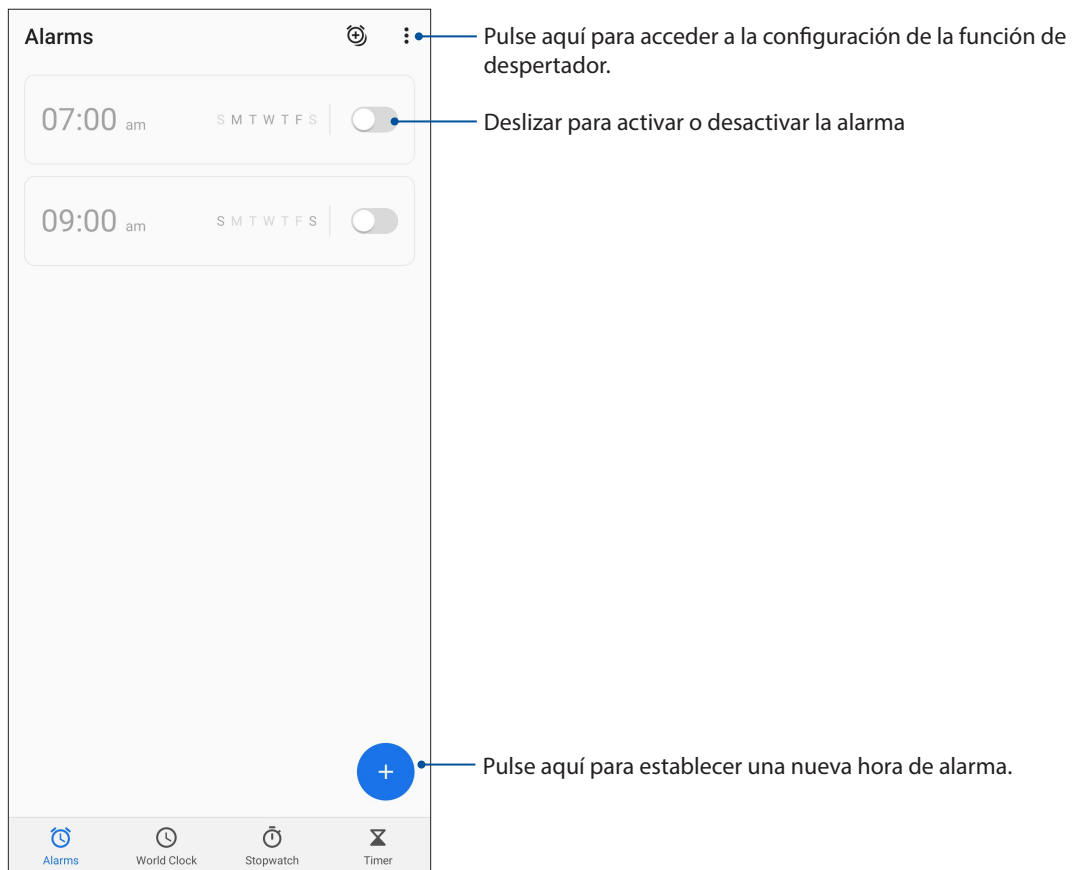 Alarms
Pulse aquí para acceder a la configuración de la función de
despertador.
07:00 am S M T W T F S
Deslizar para activar o desactivar la alarma
09:00 am S M T W T F S
Pulse aquí para establecer una nueva hora de alarma.
Alarms World Clock Stopwatch Timer